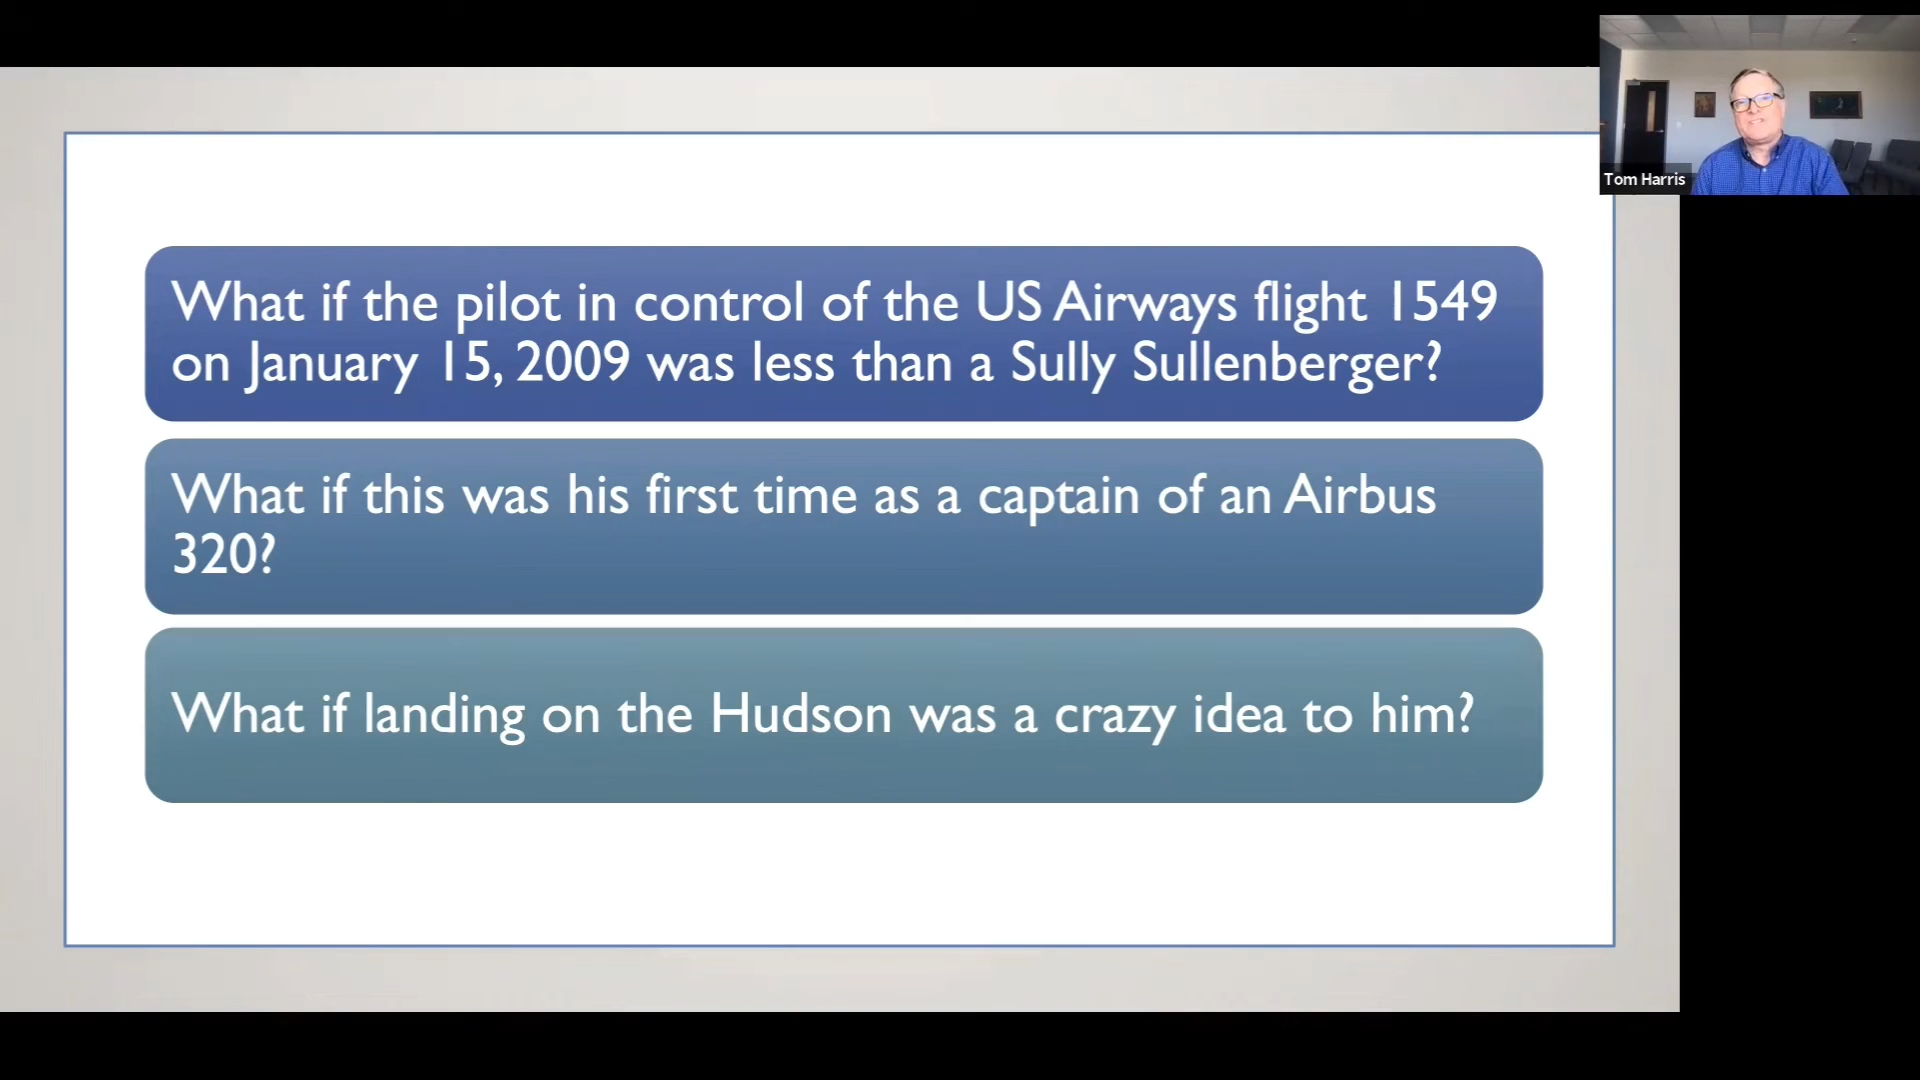 What if the pilot in control of the US Airways flight 1549
on January 15, 2009 was less than a Sully Sullenberger?
What if this was his first time as a captain of an Airbus
320?
What if landing on the Hudson was a crazy idea to him?
Tom Harris